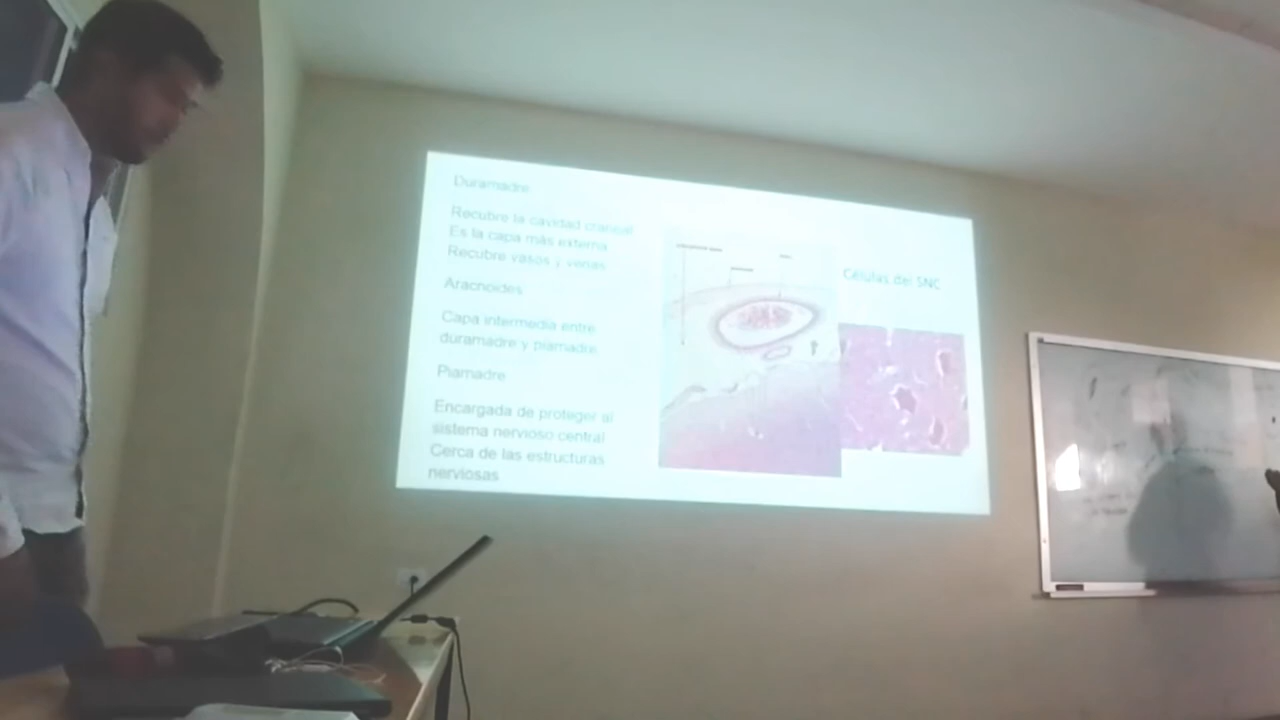 Duramadre
Recubre la cavidad craneal
Es la capa más externa
Recubre vasos y venas
Aracnoides
Capa intermedia entre
duramadre y piamadre
Piamadre
Encargada de proteger al
sistema nervioso central
Cerca de las estructuras
nerviosas
Células del SNC